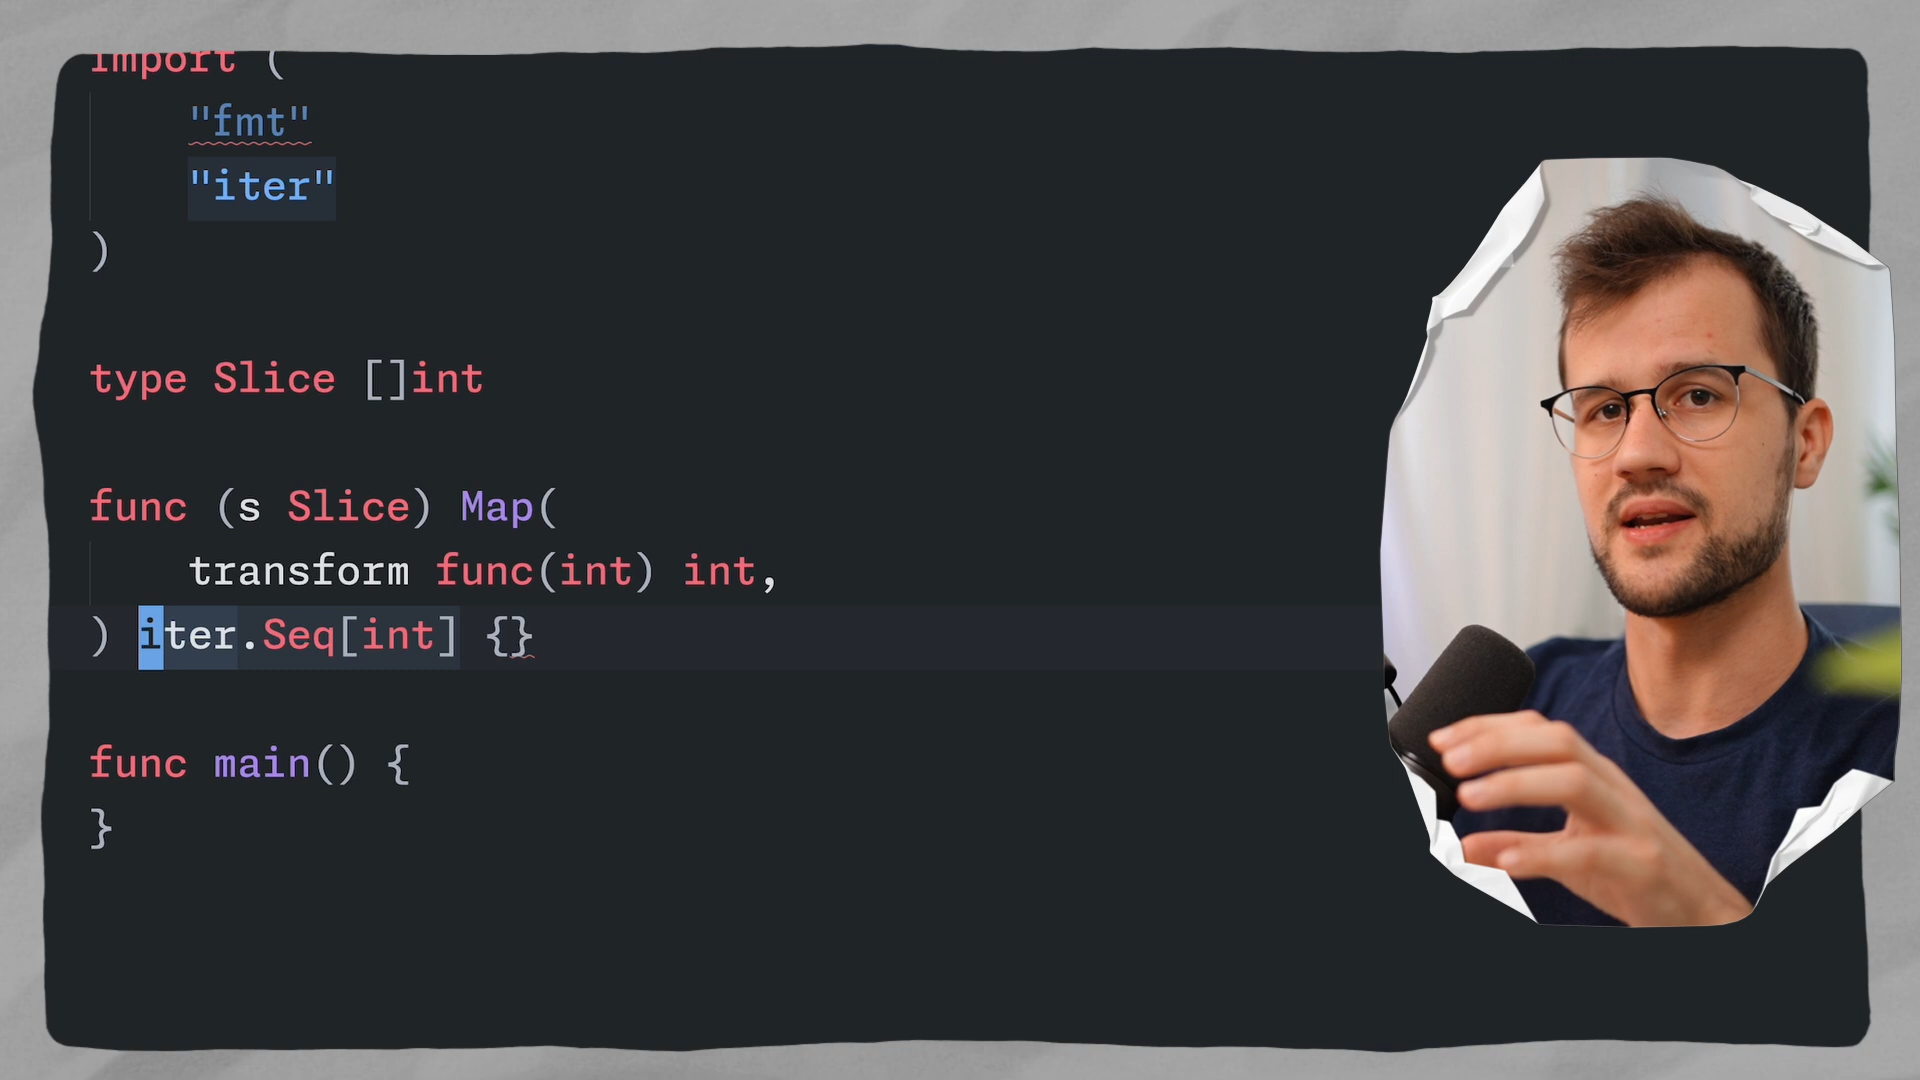 import (
"fmt"
"iter"
)
type Slice []int
func (s Slice) Map(
transform func(int) int,
) iter.Seq[int] {}
func main() {
}